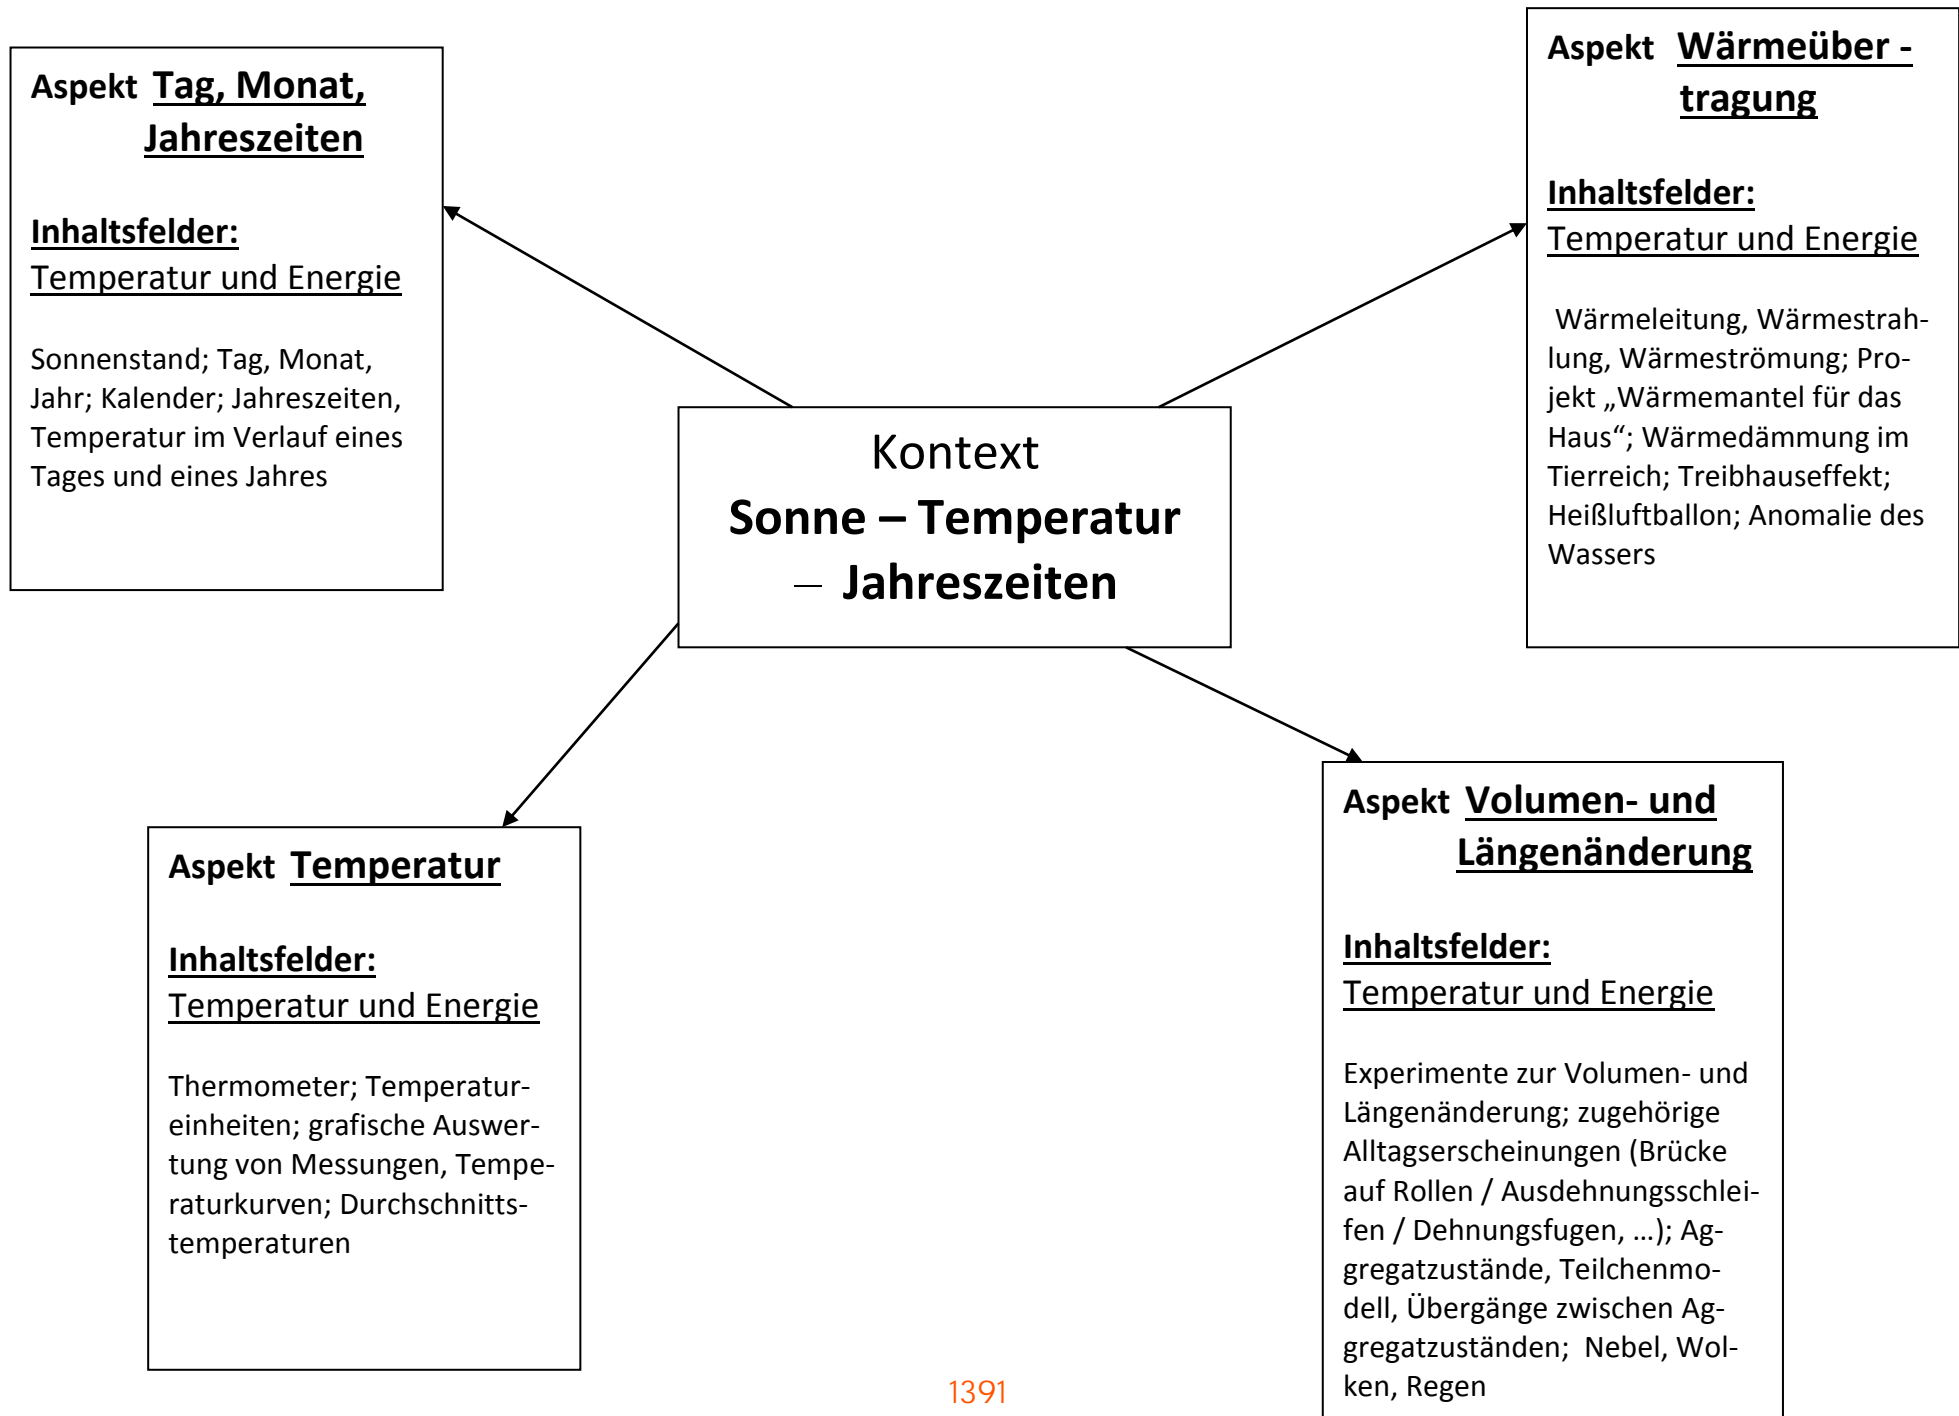 Aspekt Tag, Monat,
Jahreszeiten
Inhaltsfelder:
Temperatur und Energie
Sonnenstand; Tag, Monat,
Jahr; Kalender; Jahreszeiten,
Temperatur im Verlauf eines
Tages und eines Jahres
Aspekt Wärmeüber -
tragung
Inhaltsfelder:
Temperatur und Energie
Wärmeleitung, Wärmestrah-
lung, Wärmeströmung; Pro-
jekt „Wärmemantel für das
Haus“; Wärmedämmung im
Tierreich; Treibhauseffekt;
Heißluftballon; Anomalie des
Wassers
Kontext
Sonne – Temperatur
– Jahreszeiten
Aspekt Temperatur
Inhaltsfelder:
Temperatur und Energie
Thermometer; Temperatur-
einheiten; grafische Auswer-
tung von Messungen, Tempe-
raturkurven; Durchschnitts-
temperaturen
Aspekt Volumen- und
Längenänderung
Inhaltsfelder:
Temperatur und Energie
Experimente zur Volumen- und
Längenänderung; zugehörige
Alltagserscheinungen (Brücke
auf Rollen / Ausdehnungsschlei-
fen / Dehnungsfugen, …); Ag-
gregatzustände, Teilchenmo-
dell, Übergänge zwischen Ag-
gregatzuständen; Nebel, Wol-
ken, Regen
1391